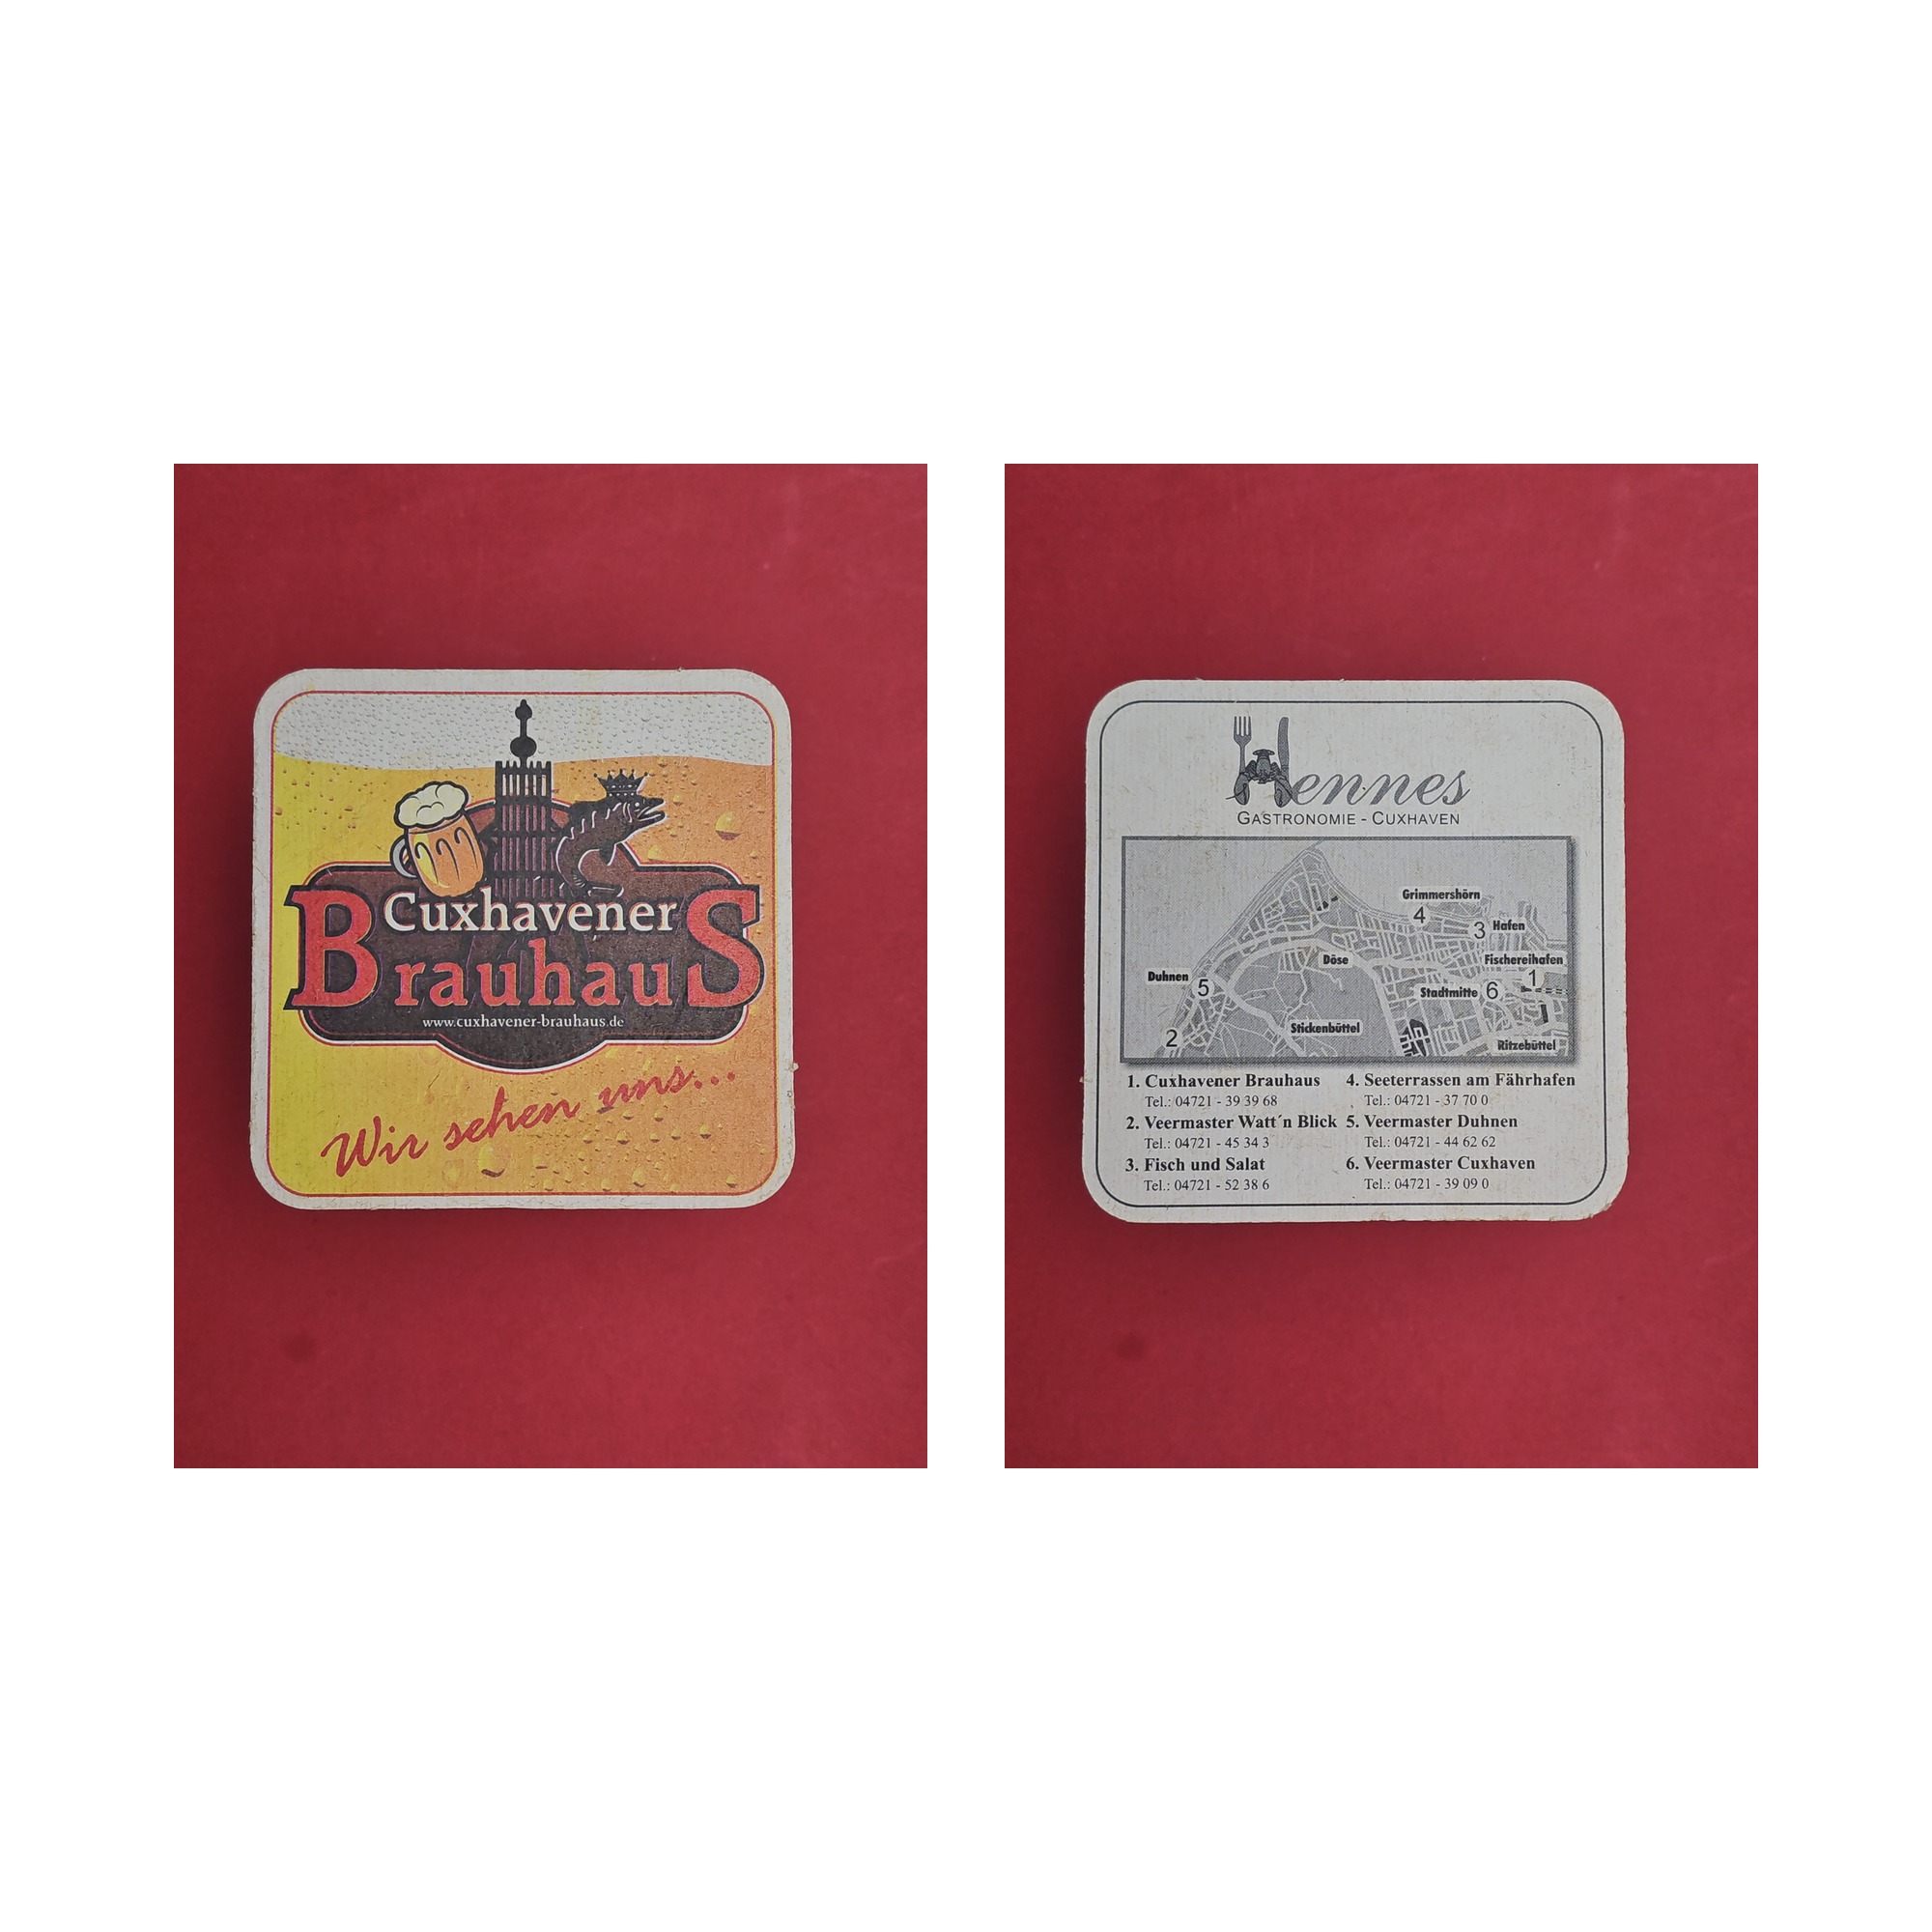 Cuxhavener
BrauhauS
www.cuxhavener-brauhaus.de
Wir sehen uns...
Hennes
GASTRONOMIE - CUXHAVEN
Grimmershörn
4
3 Hafen
Döse
Fischereihafen
1
Duhnen
5
Stadtmitte 6
Stickenbüttel
2
Ritzebüttel
1. Cuxhavener Brauhaus
Tel.: 04721 - 39 39 68
2. Veermaster Watt´n Blick
Tel.: 04721 - 45 34 3
3. Fisch und Salat
Tel.: 04721 - 52 38 6
4. Seeterrassen am Fährhafen
Tel.: 04721 - 37 70 0
5. Veermaster Duhnen
Tel.: 04721 - 44 62 62
6. Veermaster Cuxhaven
Tel.: 04721 - 39 09 0